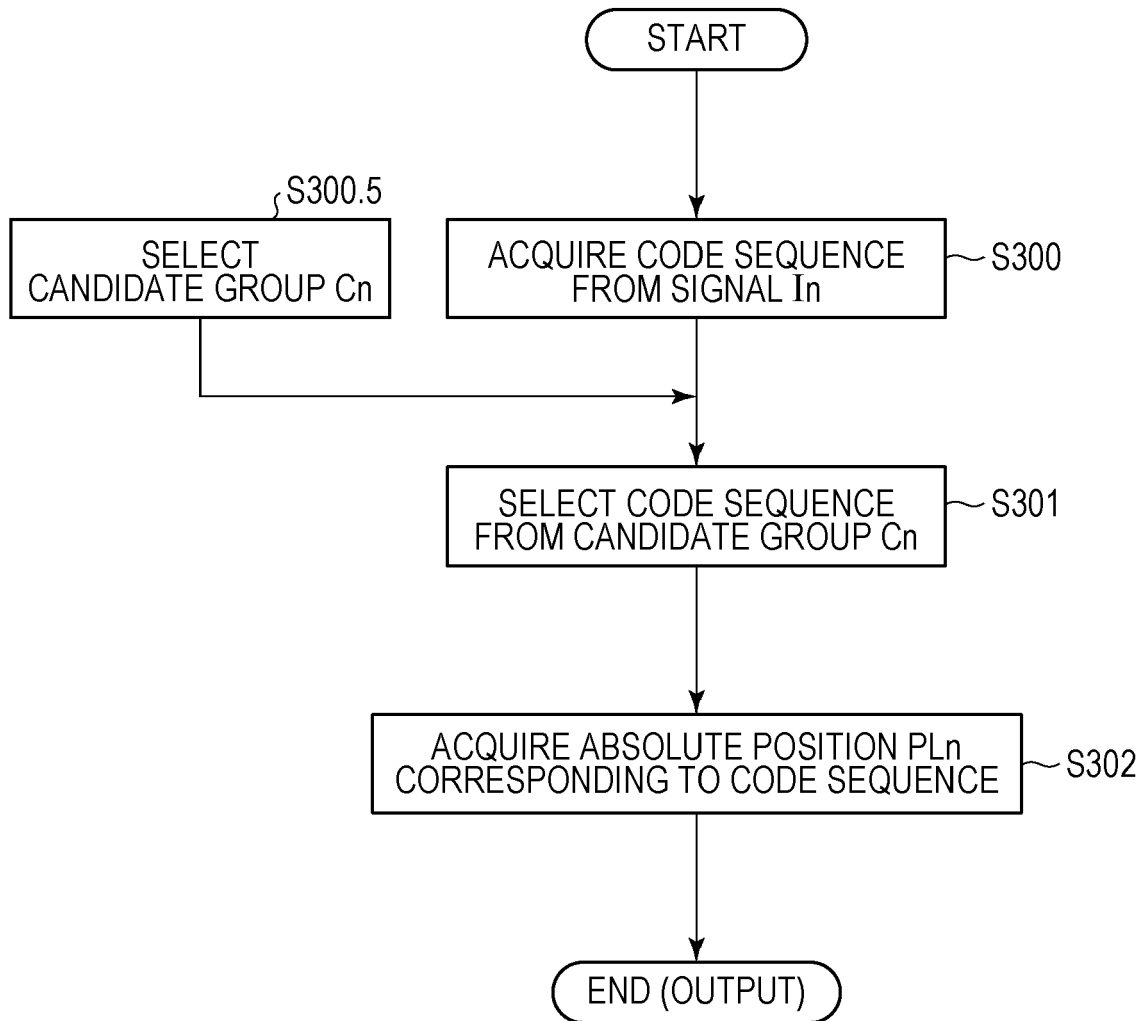 START
S300.5
SELECT
CANDIDATE GROUP Cn
ACQUIRE CODE SEQUENCE
FROM SIGNAL In
S300
SELECT CODE SEQUENCE
FROM CANDIDATE GROUP Cn
S301
ACQUIRE ABSOLUTE POSITION PLn
CORRESPONDING TO CODE SEQUENCE
S302
END (OUTPUT)